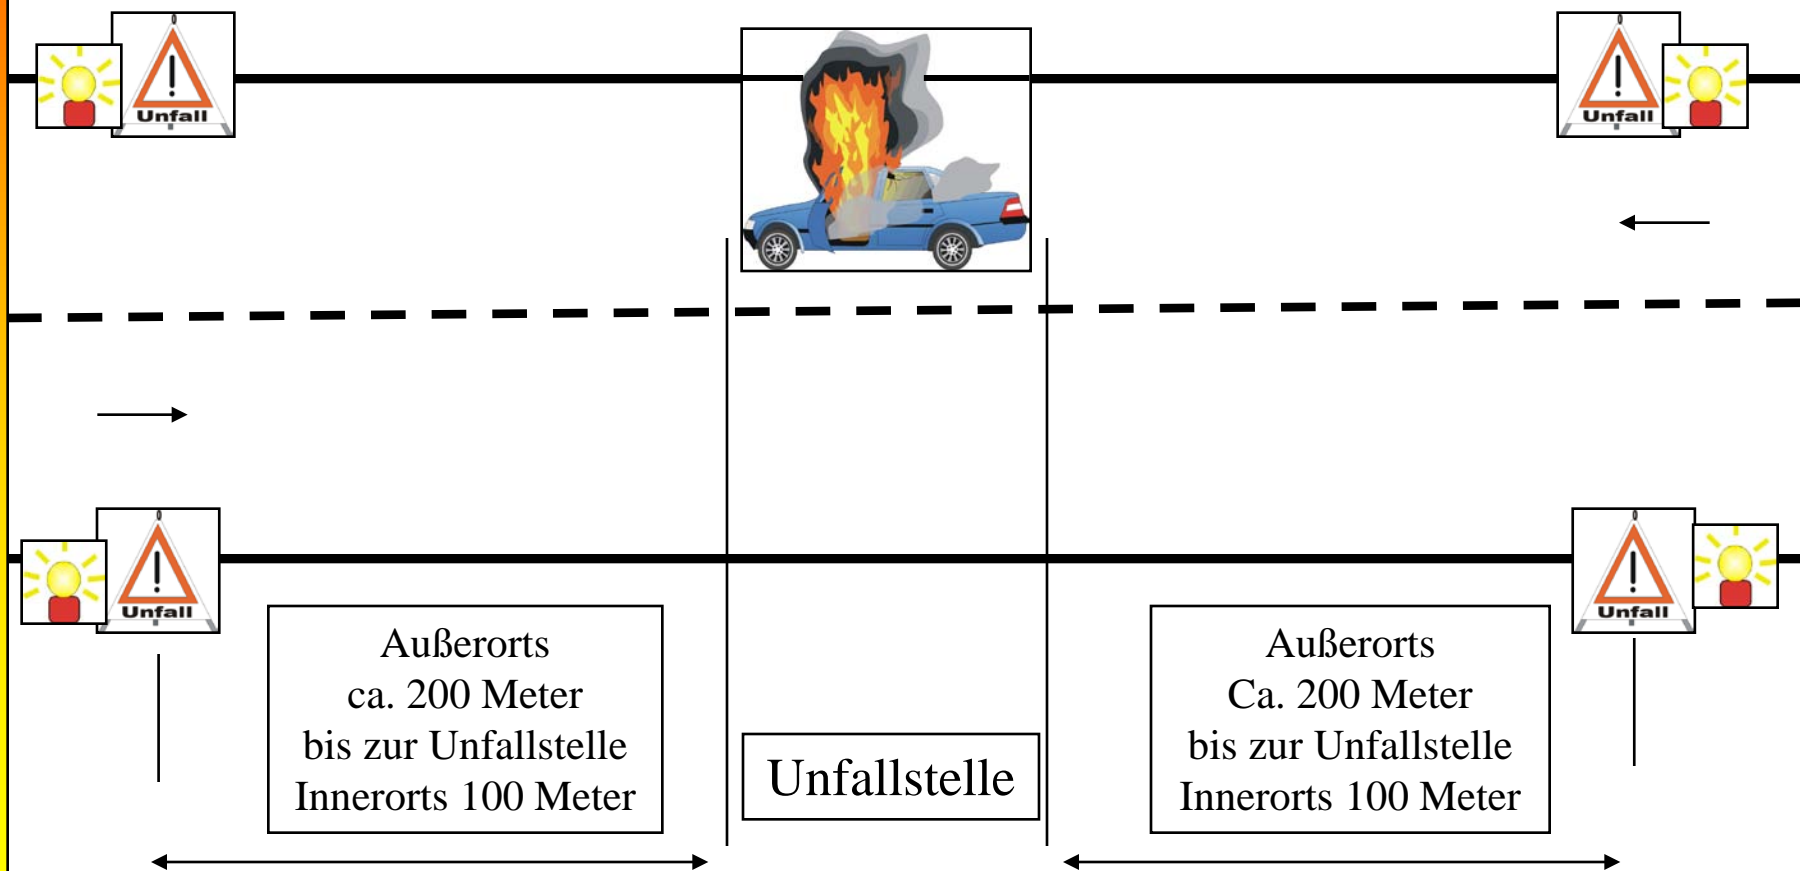 Unfall
Unfall
Unfall
Unfall
Außerorts
ca. 200 Meter
bis zur Unfallstelle
Innerorts 100 Meter
Unfallstelle
Außerorts
Ca. 200 Meter
bis zur Unfallstelle
Innerorts 100 Meter